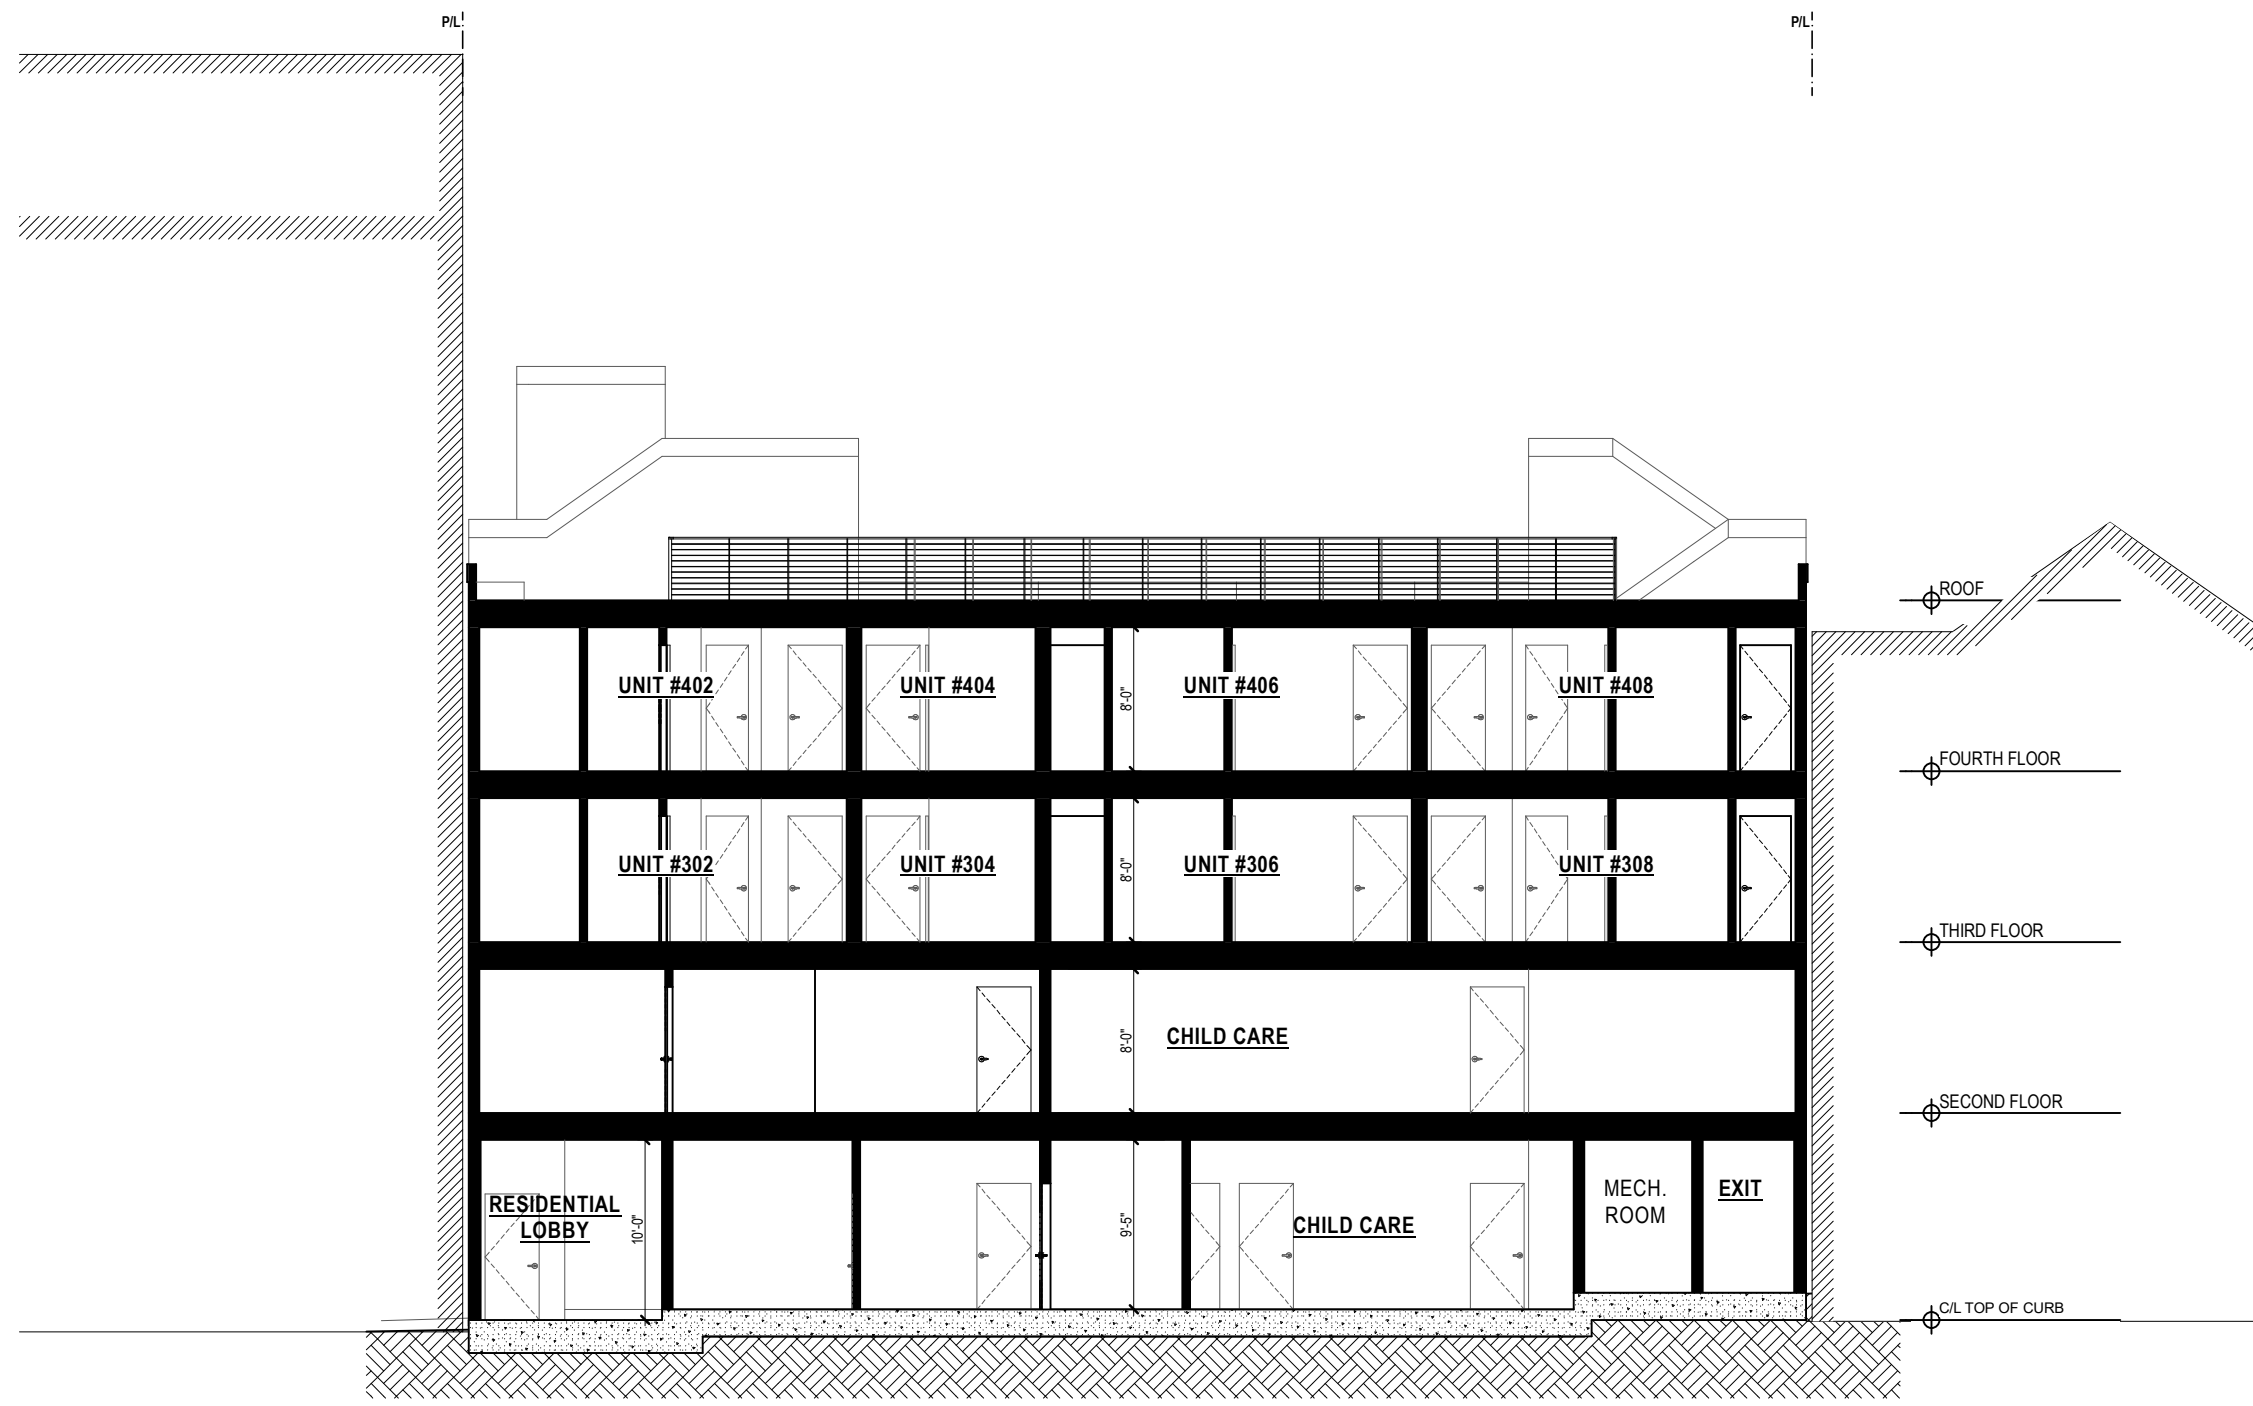 P/L
P/L
ROOF
UNIT #402
UNIT #404
8'-0"
UNIT #406
UNIT #408
FOURTH FLOOR
UNIT #302
UNIT #304
8'-0"
UNIT #306
UNIT #308
THIRD FLOOR
8'-0"
CHILD CARE
SECOND FLOOR
RESIDENTIAL
LOBBY
10'-0"
9'-5"
CHILD CARE
MECH.
ROOM
EXIT
C/L TOP OF CURB